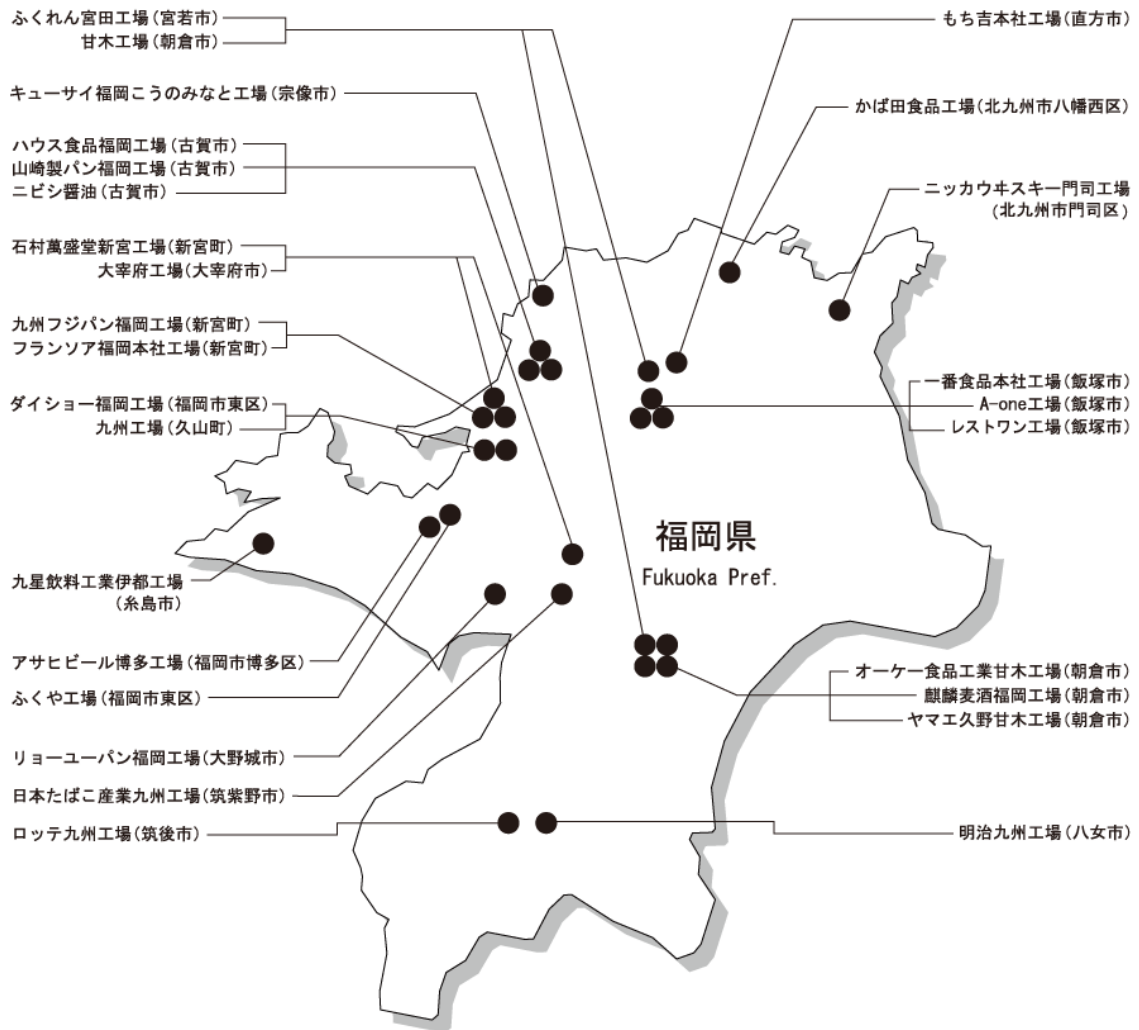 ふくれん宮田工場(宮若市)
甘木工場(朝倉市)
キューサイ福岡こうのみなと工場(宗像市)
ハウス食品福岡工場(古賀市)
山崎製パン福岡工場(古賀市)
ニビシ醤油(古賀市)
石村萬盛堂新宮工場(新宮町)
大宰府工場(大宰府市)
九州フジパン福岡工場(新宮町)
フランソア福岡本社工場(新宮町)
ダイショー福岡工場(福岡市東区)
九州工場(久山町)
九星飲料工業伊都工場
(糸島市)
アサヒビール博多工場(福岡市博多区)
ふくや工場(福岡市東区)
リョーユーパン福岡工場(大野城市)
日本たばこ産業九州工場(筑紫野市)
ロッテ九州工場(筑後市)
福岡県
Fukuoka Pref.
もち吉本社工場(直方市)
かば田食品工場(北九州市八幡西区)
ニッカウヰスキー門司工場
(北九州市門司区)
一番食品本社工場(飯塚市)
A-one工場(飯塚市)
レストワン工場(飯塚市)
オーケー食品工業甘木工場(朝倉市)
麒麟麦酒福岡工場(朝倉市)
ヤマエ久野甘木工場(朝倉市)
明治九州工場(八女市)